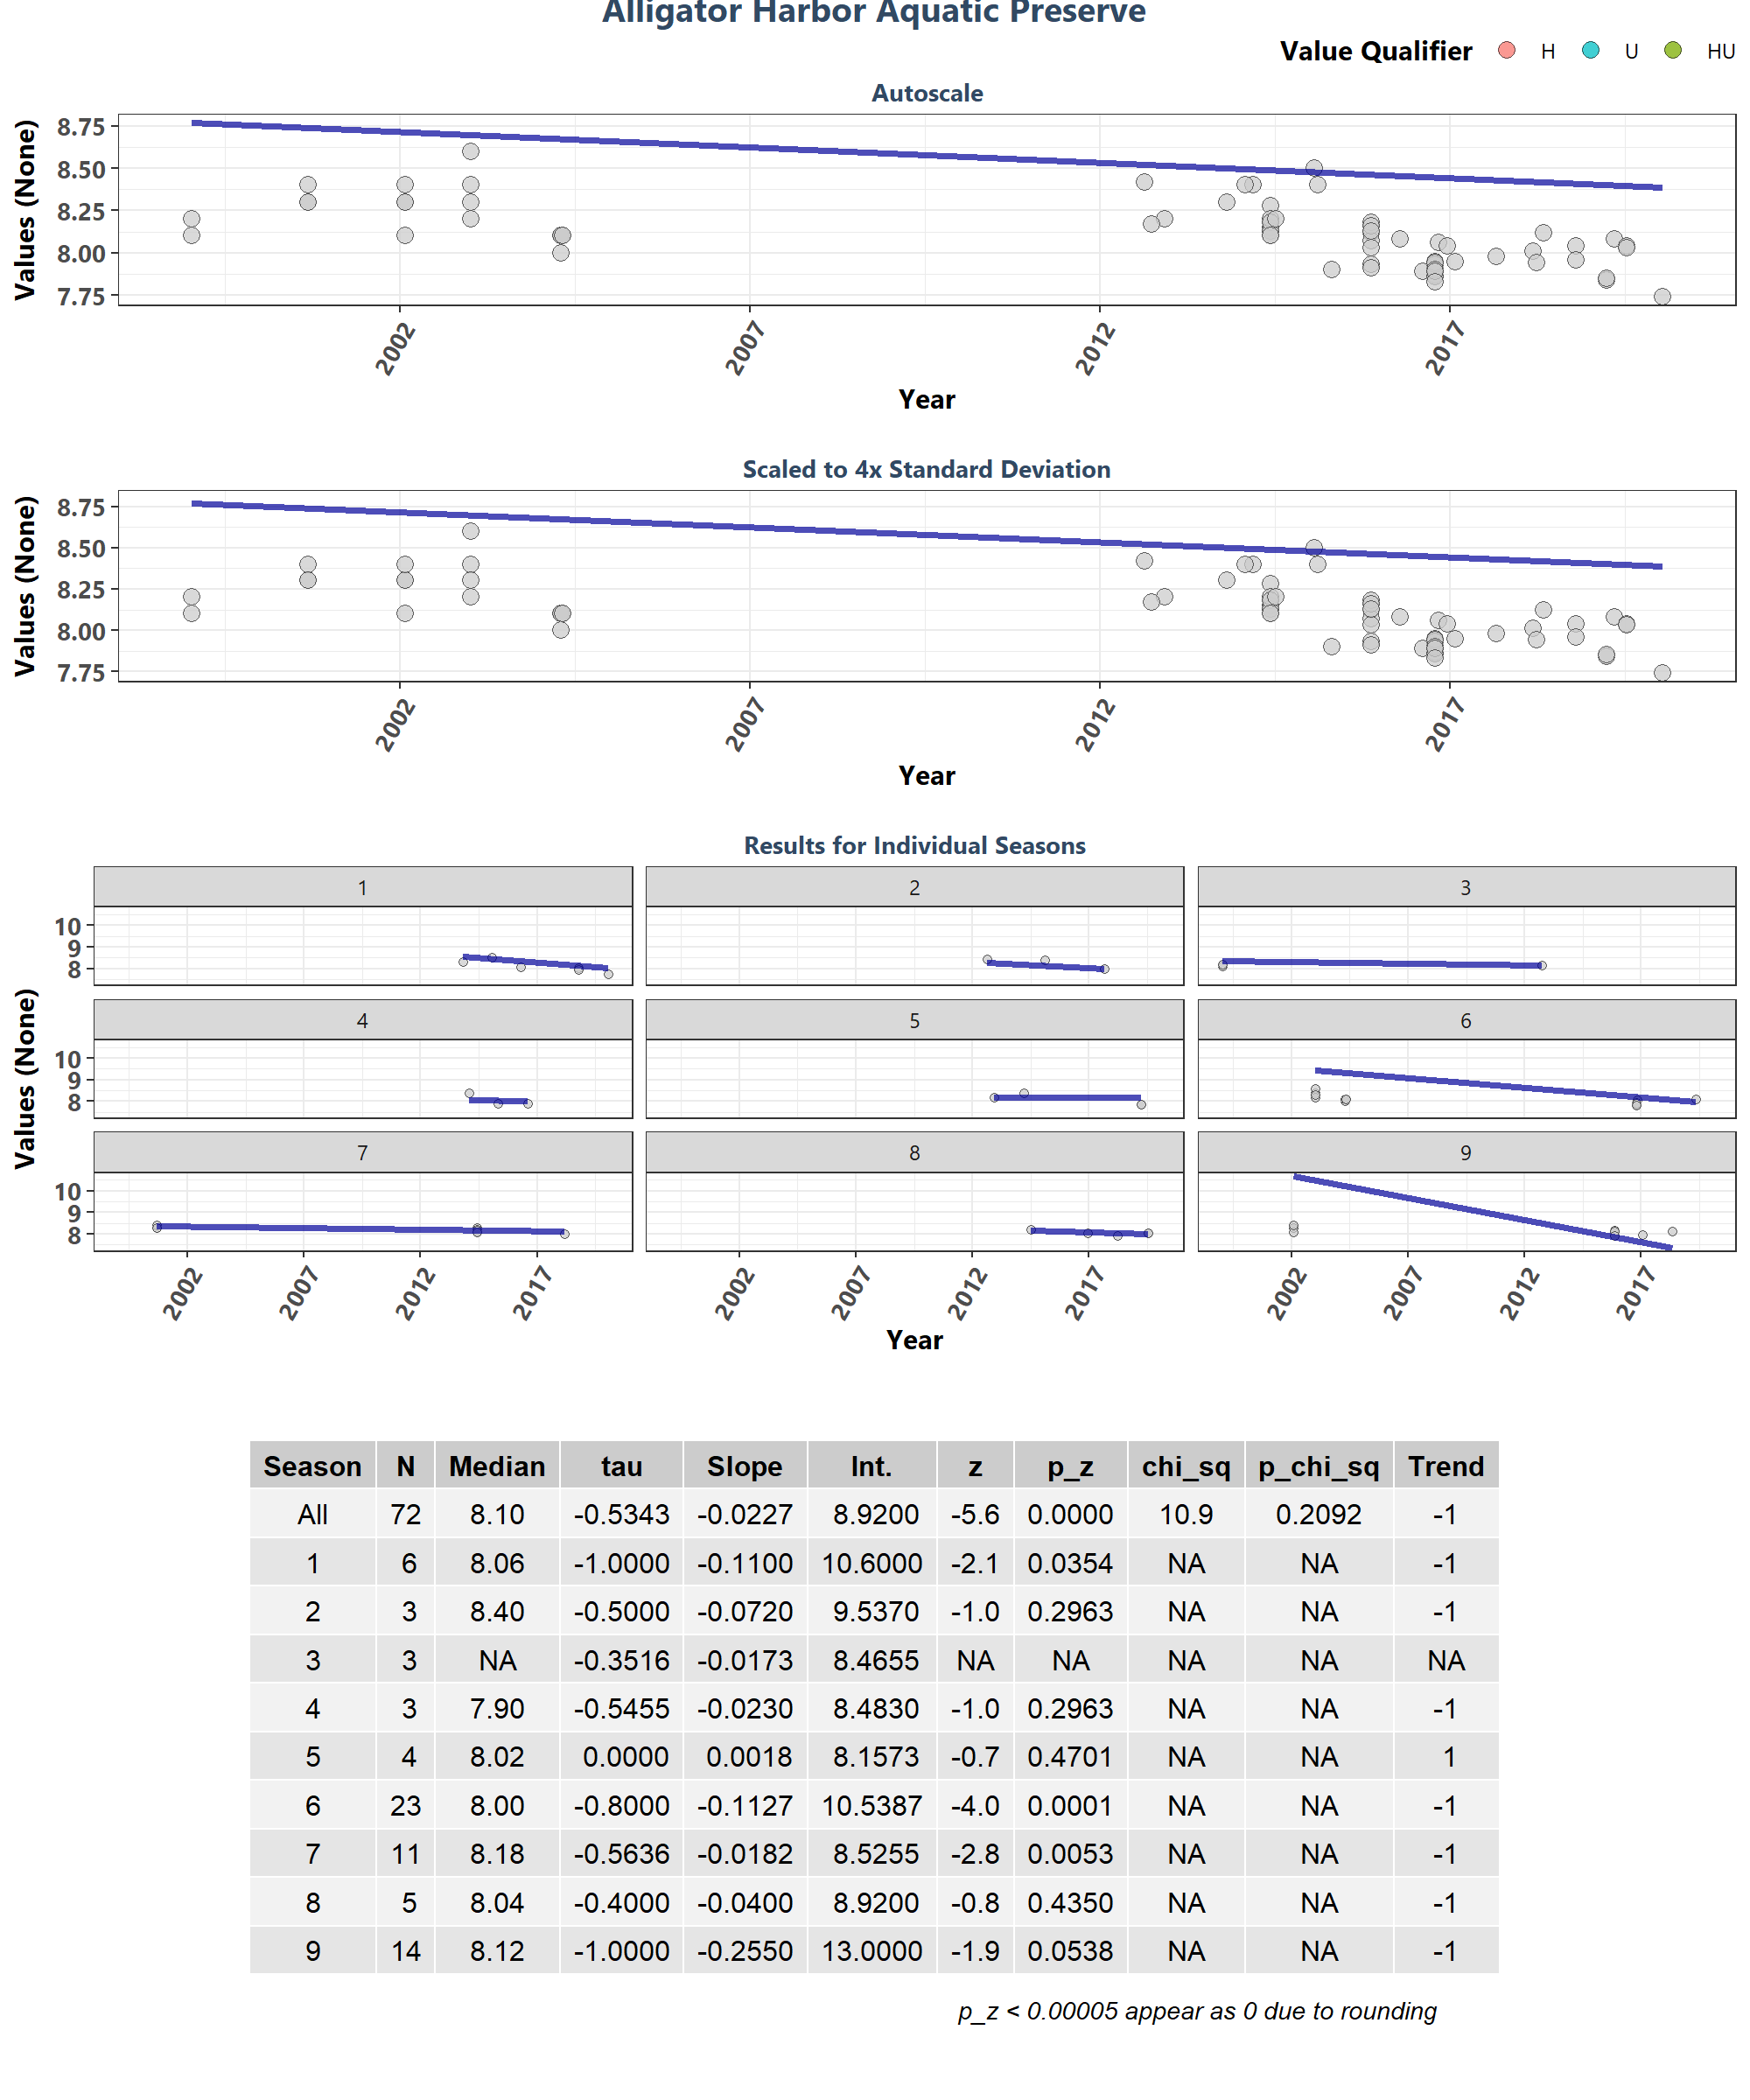 Alligator Harbor Aquatic Preserve
Value Qualifier H U HU
Autoscale
Values (None)
8.75
8.50
8.25
8.00
7.75
2002 2007 2012 2017
Year
Scaled to 4x Standard Deviation
Values (None)
8.75
8.50
8.25
8.00
7.75
2002 2007 2012 2017
Year
Results for Individual Seasons
Values (None)
1 2 3
10
9
8
4 5 6
10
9
8
7 8 9
10
9
8
2002 2007 2012 2017 2002 2007 2012 2017 2002 2007 2012 2017
Year
Season N Median tau Slope Int. z p_z chi_sq p_chi_sq Trend
All 72 8.10 -0.5343 -0.0227 8.9200 -5.6 0.0000 10.9 0.2092 -1
1 6 8.06 -1.0000 -0.1100 10.6000 -2.1 0.0354 NA NA -1
2 3 8.40 -0.5000 -0.0720 9.5370 -1.0 0.2963 NA NA -1
3 3 NA -0.3516 -0.0173 8.4655 NA NA NA NA NA
4 3 7.90 -0.5455 -0.0230 8.4830 -1.0 0.2963 NA NA -1
5 4 8.02 0.0000 0.0018 8.1573 -0.7 0.4701 NA NA 1
6 23 8.00 -0.8000 -0.1127 10.5387 -4.0 0.0001 NA NA -1
7 11 8.18 -0.5636 -0.0182 8.5255 -2.8 0.0053 NA NA -1
8 5 8.04 -0.4000 -0.0400 8.9200 -0.8 0.4350 NA NA -1
9 14 8.12 -1.0000 -0.2550 13.0000 -1.9 0.0538 NA NA -1
p_z < 0.00005 appear as 0 due to rounding